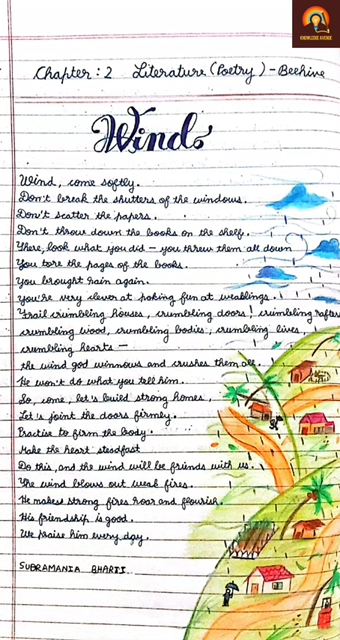 KNOWLEDGE AVENUE
Chapter : 2 Literature (Poetry) - Beehive
Wind
Wind, come softly.
Don't break the shutters of the windows.
Don't scatter the papers.
Don't throw down the books on the shelf.
There, look what you did — you threw them all down
You tore the pages of the books.
You brought rain again.
You're very clever at poking fun at weaklings.
Frail crumbling houses, crumbling doors, crumbling rafters
crumbling wood, crumbling bodies, crumbling lives,
crumbling hearts —
the wind god winnows and crushes them all.
He won't do what you tell him.
So, come, let's build strong homes,
Let's joint the doors firmley.
Practise to firm the body.
Make the heart steadfast
Do this, and the wind will be friends with us.
The wind blows out weak fires.
He makes strong fires roar and flourish.
His friendship is good.
We praise him every day.
SUBRAMANIA BHARTI